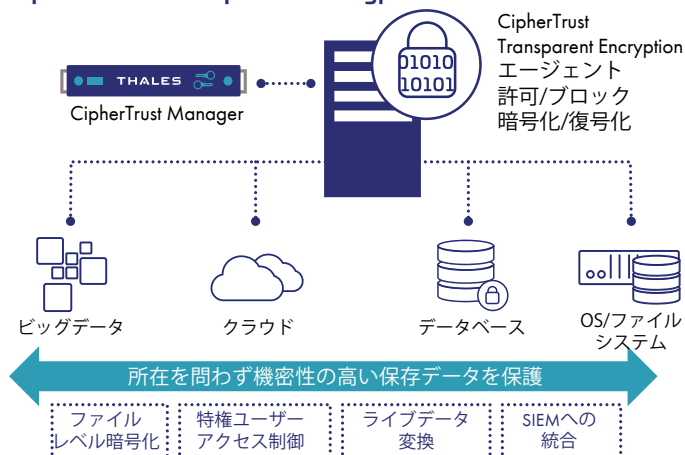 CipherTrust
Transparent Encryption
エージェント
許可/ブロック
暗号化/復号化
01010
10101
THALES
CipherTrust Manager
ビッグデータ
クラウド
データベース
OS/ファイル
システム
所在を問わず機密性の高い保存データを保護
ファイル
レベル暗号化
特権ユーザー
アクセス制御
ライブデータ
変換
SIEMへの
統合